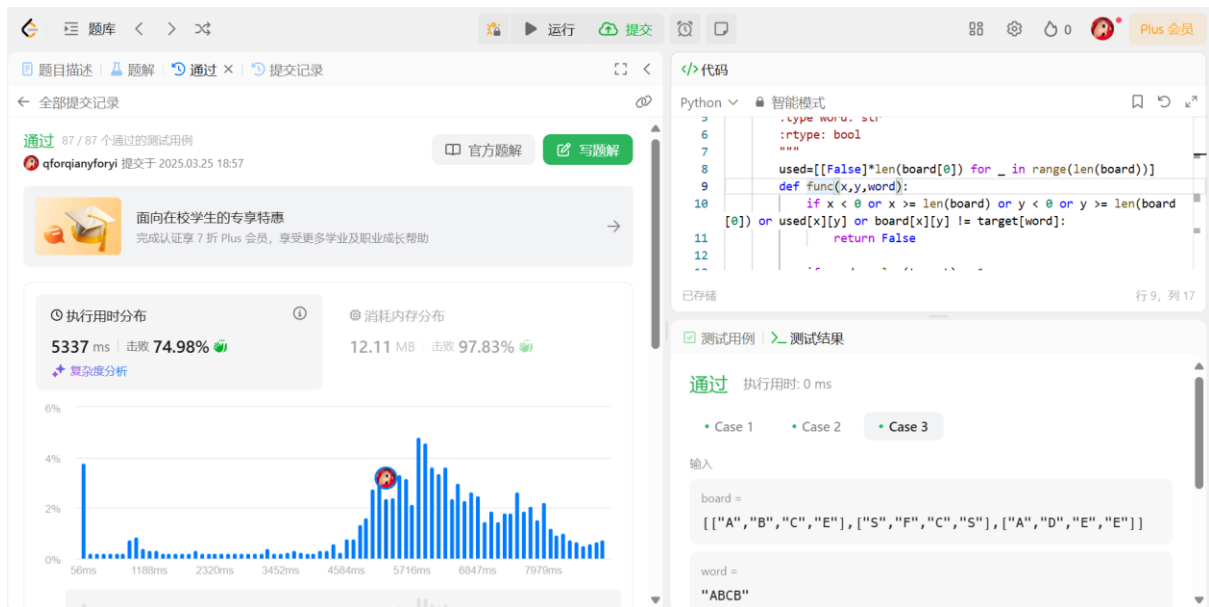 题库
运行
提交
0
Plus 会员
题目描述
题解
通过
提交记录
全部提交记录
通过 87 / 87 个通过的测试用例
qforqianyforyi 提交于 2025.03.25 18:57
官方题解
写题解
面向在校学生的专享特惠
完成认证享 7 折 Plus 会员，享受更多学业及职业成长帮助
执行用时分布
5337 ms 击败 74.98%
复杂度分析
消耗内存分布
12.11 MB 击败 97.83%
6%
4%
2%
0%
56ms 1188ms 2320ms 3452ms 4584ms 5716ms 6847ms 7979ms
</>代码
Python 智能模式
5 :type word: str
6 :rtype: bool
7 """
8 used=[[False]*len(board[0]) for _ in range(len(board))]
9 def func(x,y,word):
10 if x < 0 or x >= len(board) or y < 0 or y >= len(board
[0]) or used[x][y] or board[x][y] != target[word]:
11 return False
12
已存储
行 9，列 17
测试用例
测试结果
通过 执行用时: 0 ms
• Case 1 • Case 2 • Case 3
输入
board =
[["A","B","C","E"],["S","F","C","S"],["A","D","E","E"]]
word =
"ABCB"